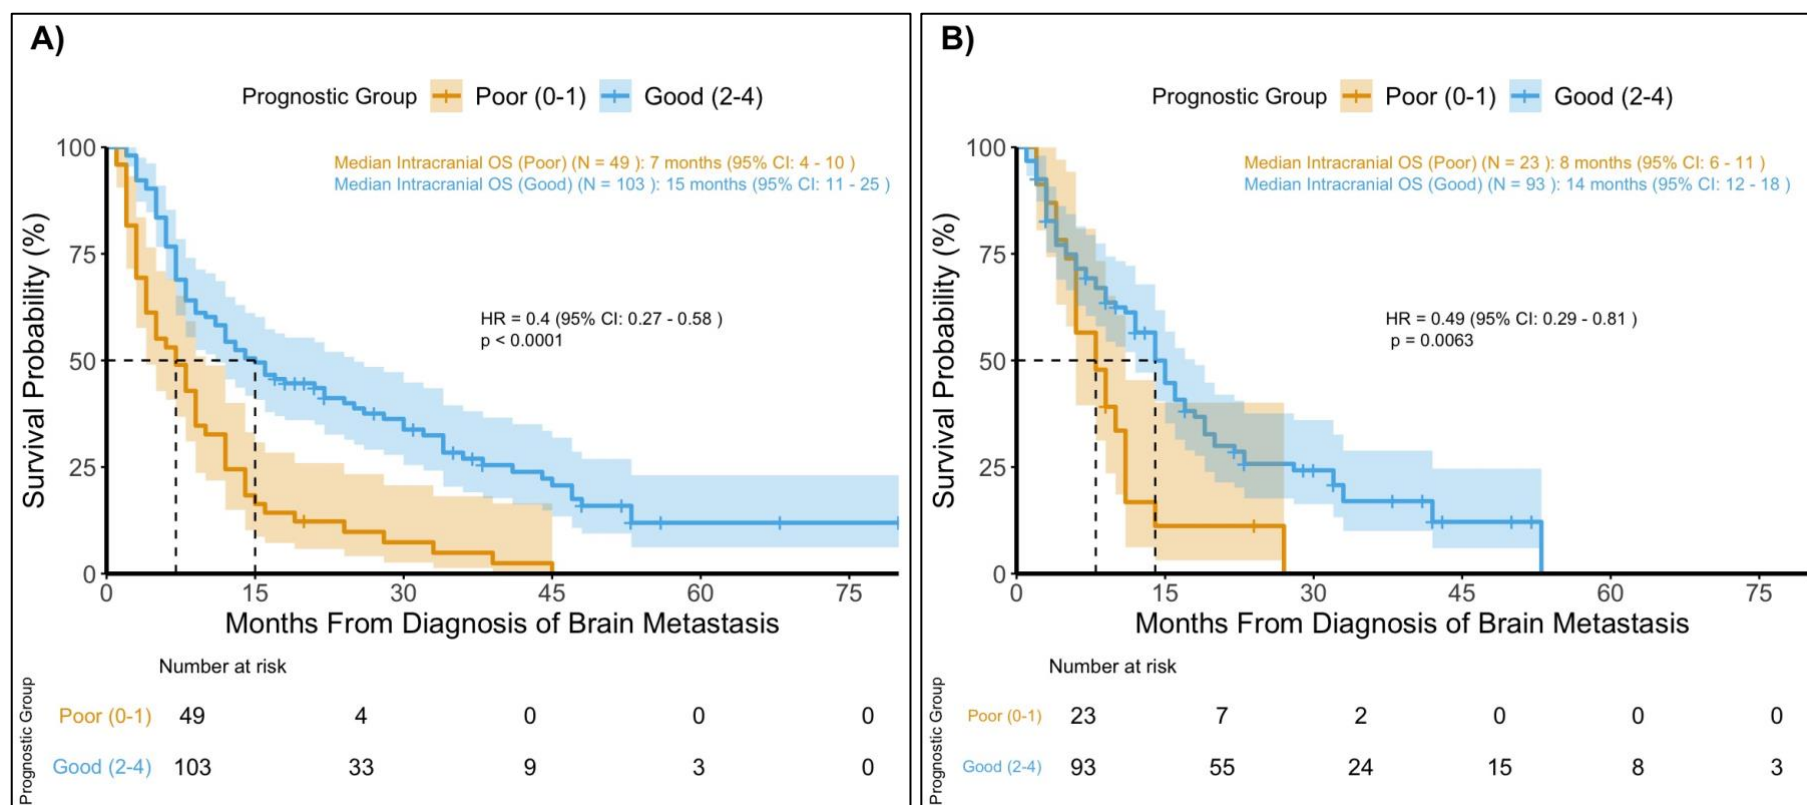 A)
Prognostic Group Poor (0-1) Good (2-4)
Median Intracranial OS (Poor) (N = 49 ): 7 months (95% CI: 4 - 10 )
Median Intracranial OS (Good) (N = 103 ): 15 months (95% CI: 11 - 25 )
HR = 0.4 (95% CI: 0.27 - 0.58 )
p < 0.0001
Survival Probability (%)
100
75
50
25
0
0 15 30 45 60 75
Months From Diagnosis of Brain Metastasis
Number at risk
Prognostic Group
Poor (0-1) 49 4 0 0 0
Good (2-4) 103 33 9 3 0
B)
Prognostic Group Poor (0-1) Good (2-4)
Median Intracranial OS (Poor) (N = 23 ): 8 months (95% CI: 6 - 11 )
Median Intracranial OS (Good) (N = 93 ): 14 months (95% CI: 12 - 18 )
HR = 0.49 (95% CI: 0.29 - 0.81 )
p = 0.0063
Survival Probability (%)
100
75
50
25
0
0 15 30 45 60 75
Months From Diagnosis of Brain Metastasis
Number at risk
Prognostic Group
Poor (0-1) 23 7 2 0 0 0
Good (2-4) 93 55 24 15 8 3